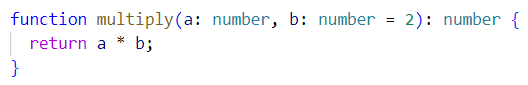 function multiply(a: number, b: number = 2): number {
  return a * b;
}